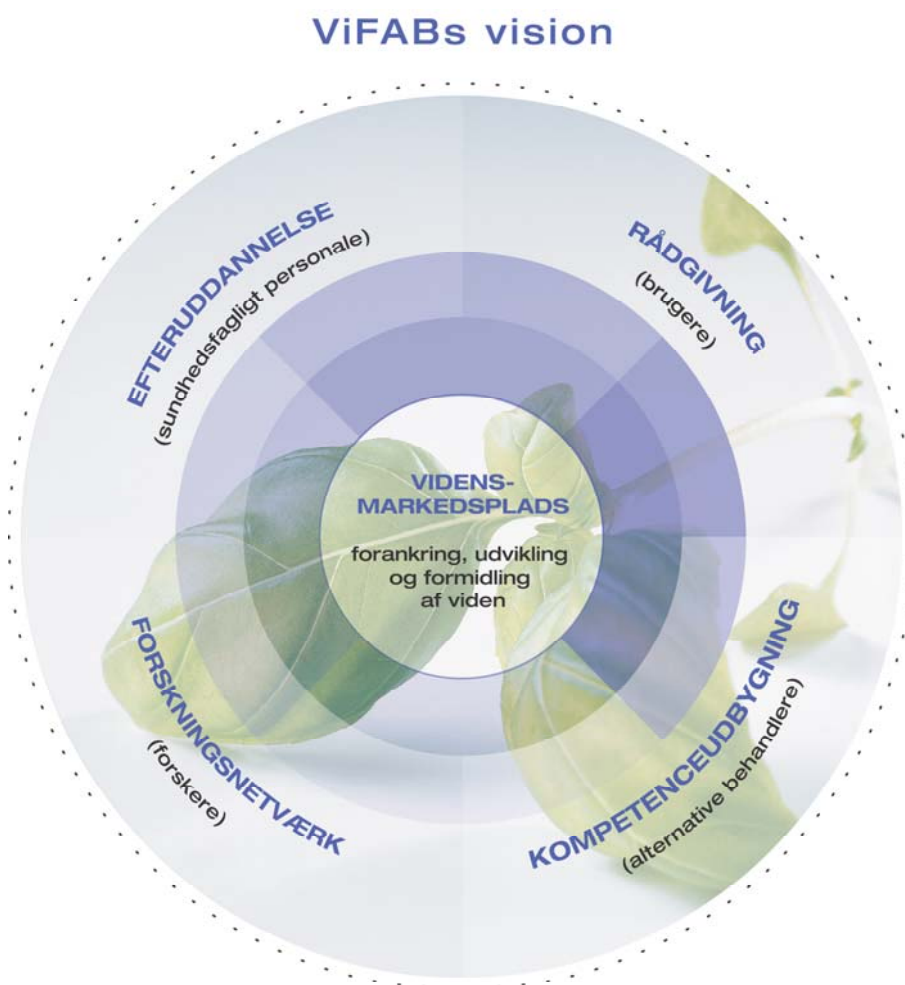 ViFABs vision
EFTERUDDANNELSE
(sundhedsfagligt personale)
RÅDGIVNING
(brugere)
VIDENS-
MARKEDSPLADS
forankring, udvikling
og formidling
af viden
FORSKNINGSNETVÆRK
(forskere)
KOMPETENCEUDBYGNING
(alternative behandlere)